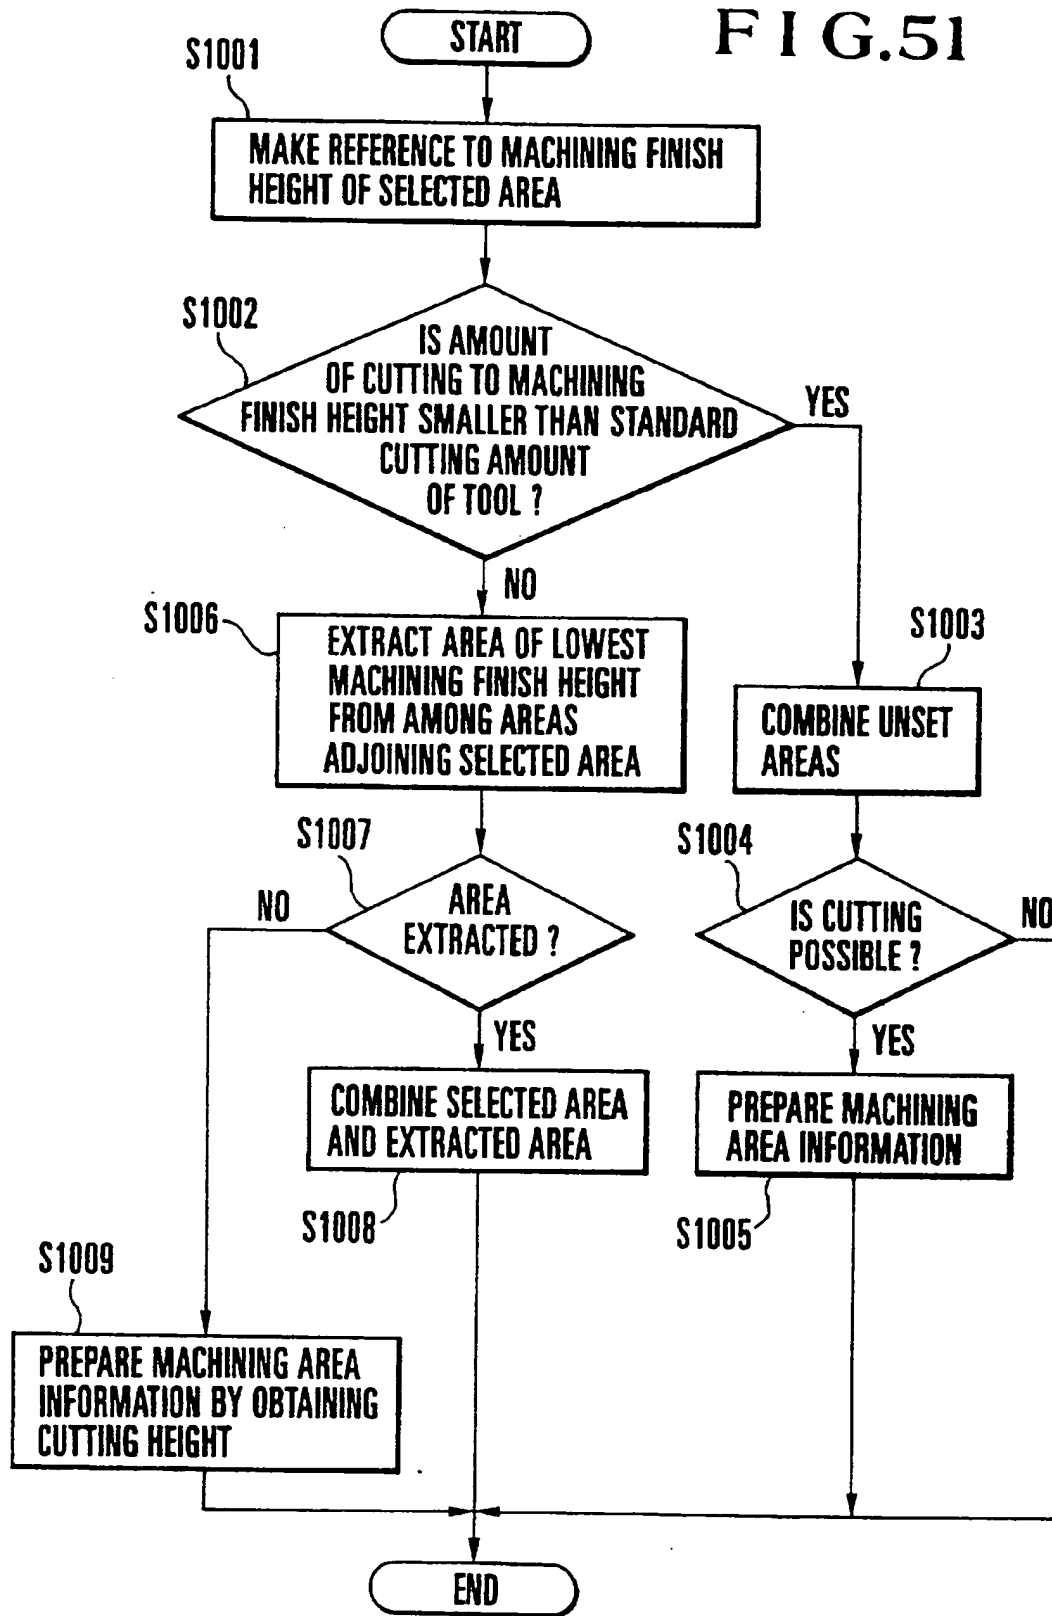 FIG.51
START
S1001
MAKE REFERENCE TO MACHINING FINISH
HEIGHT OF SELECTED AREA
S1002
IS AMOUNT
OF CUTTING TO MACHINING
FINISH HEIGHT SMALLER THAN STANDARD
CUTTING AMOUNT
OF TOOL ?
YES
NO
S1006
EXTRACT AREA OF LOWEST
MACHINING FINISH HEIGHT
FROM AMONG AREAS
ADJOINING SELECTED AREA
S1003
COMBINE UNSET
AREAS
S1007
AREA
EXTRACTED ?
NO
YES
S1004
IS CUTTING
POSSIBLE ?
NO
YES
COMBINE SELECTED AREA
AND EXTRACTED AREA
S1008
PREPARE MACHINING
AREA INFORMATION
S1005
S1009
PREPARE MACHINING AREA
INFORMATION BY OBTAINING
CUTTING HEIGHT
END